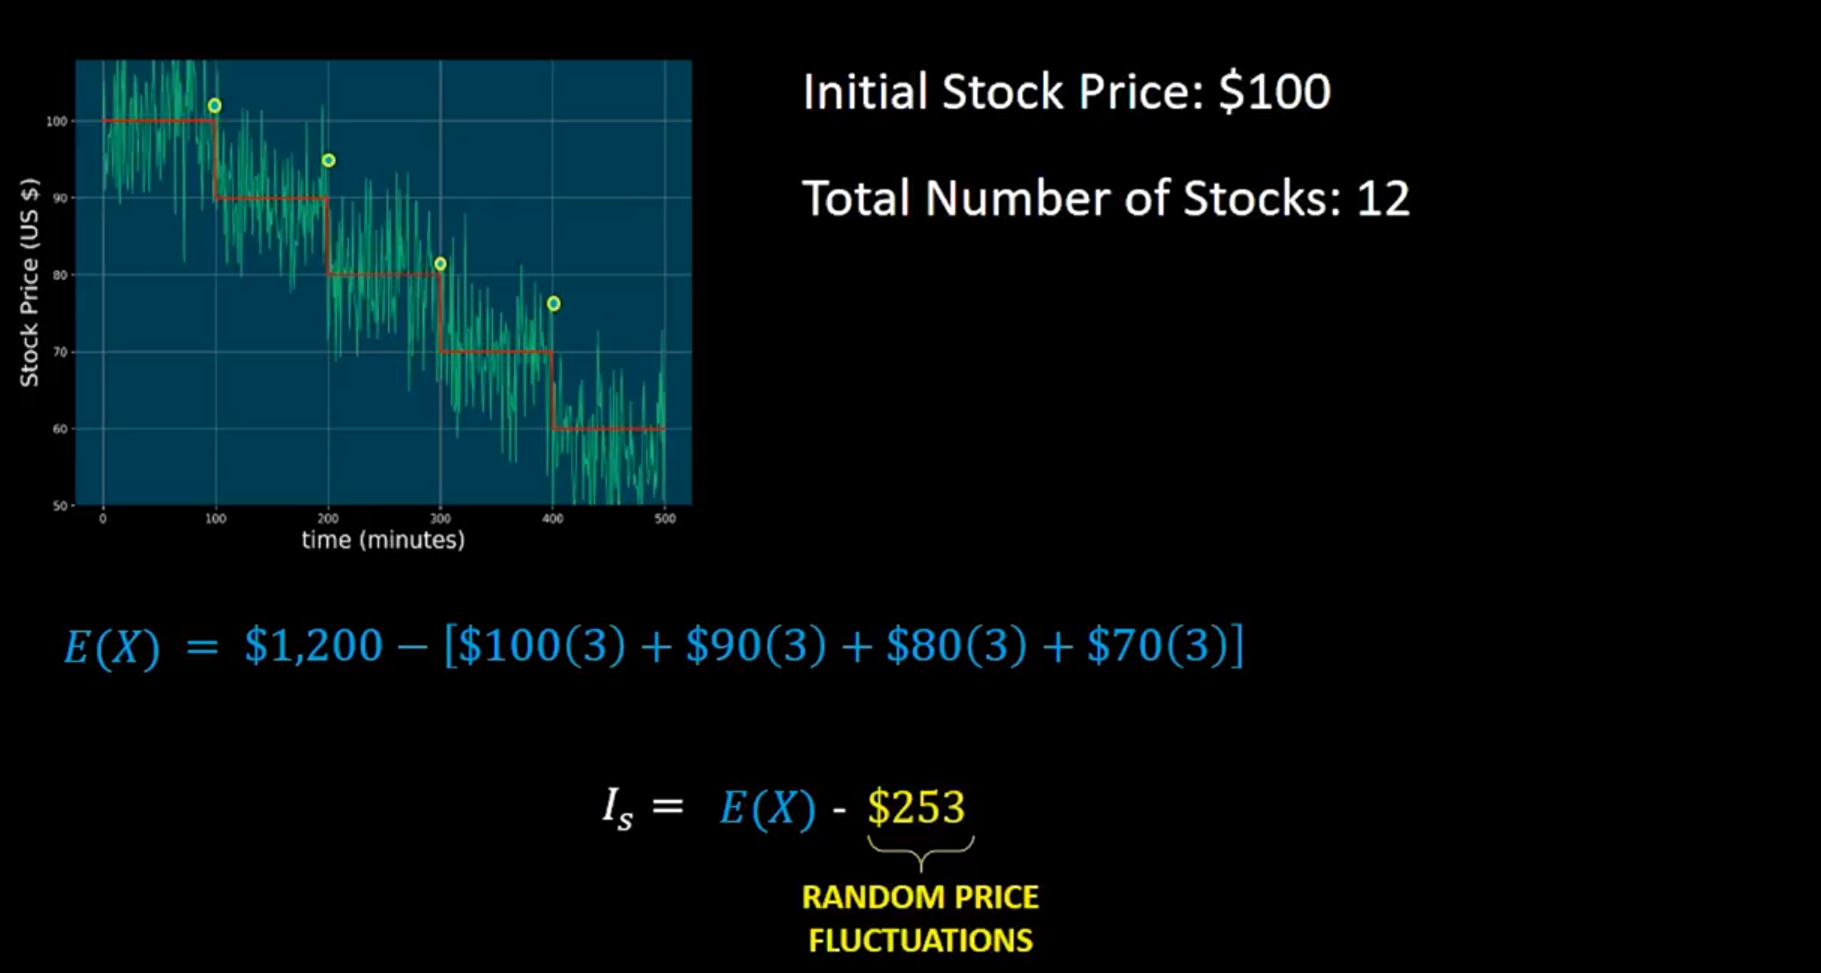 Initial Stock Price: $100
Total Number of Stocks: 12
Stock Price (US $)
100
90
80
70
60
50
0 100 200 300 400 500
time (minutes)
E(X) = $1,200 − [$100(3) + $90(3) + $80(3) + $70(3)]
Iₛ = E(X) - $253
RANDOM PRICE
FLUCTUATIONS